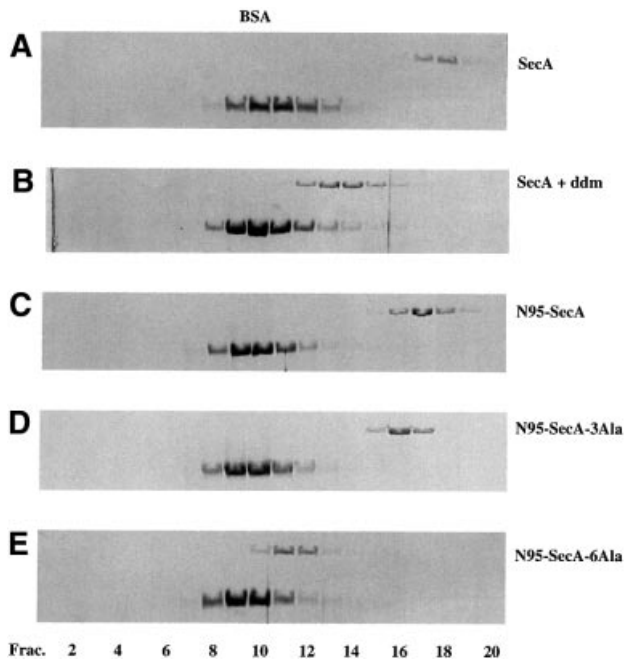 BSA
A
SecA
B
SecA + ddm
C
N95-SecA
D
N95-SecA-3Ala
E
N95-SecA-6Ala
Frac. 2 4 6 8 10 12 14 16 18 20